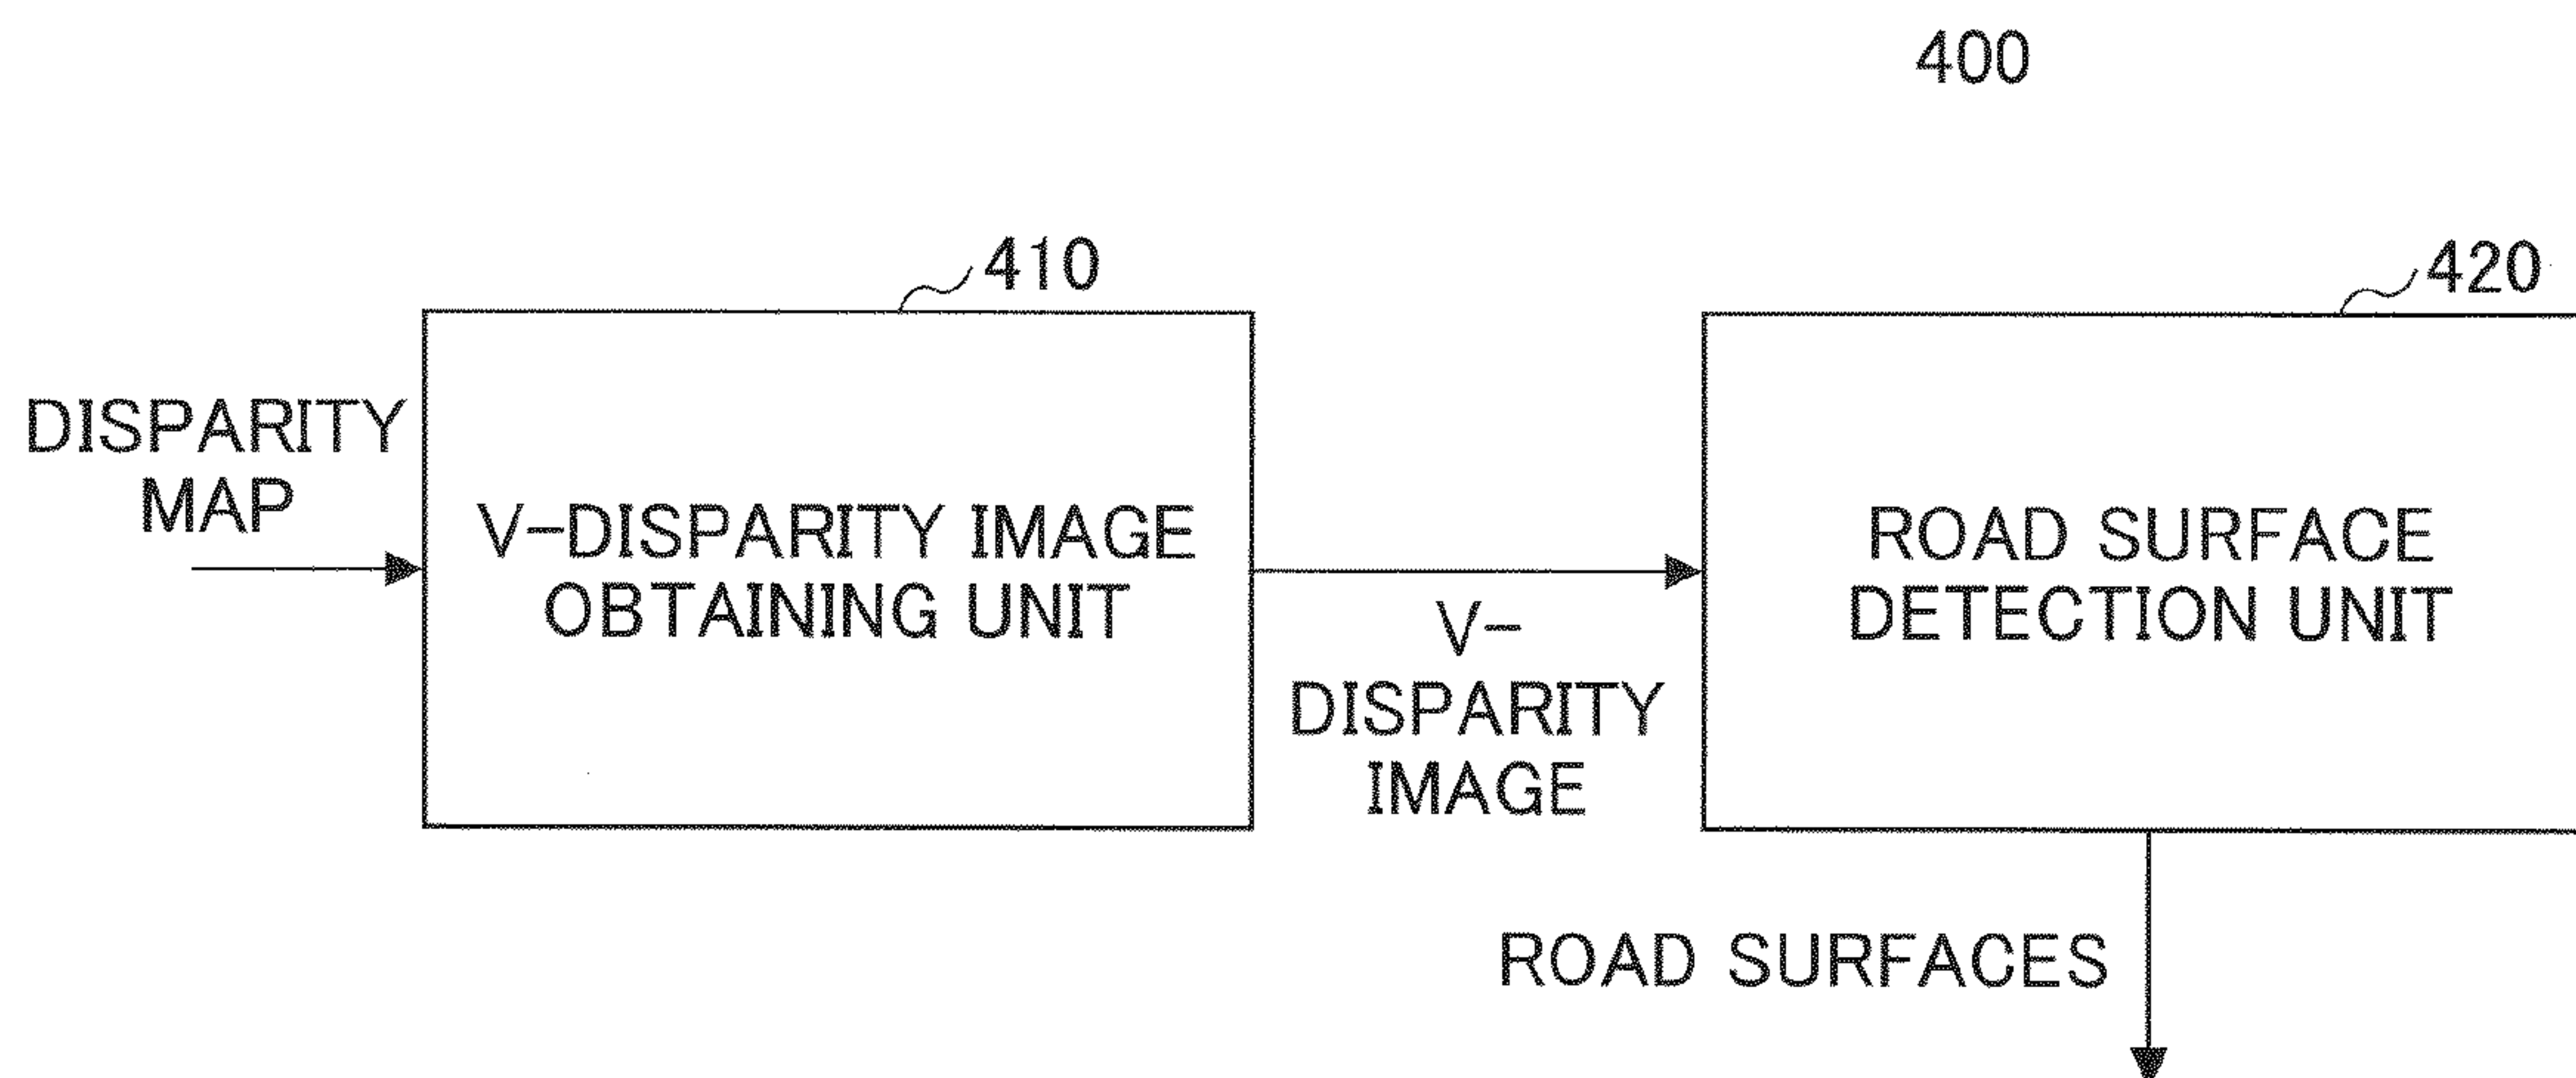 400
410
420
DISPARITY
MAP
V-DISPARITY IMAGE
OBTAINING UNIT
V-
DISPARITY
IMAGE
ROAD SURFACE
DETECTION UNIT
ROAD SURFACES